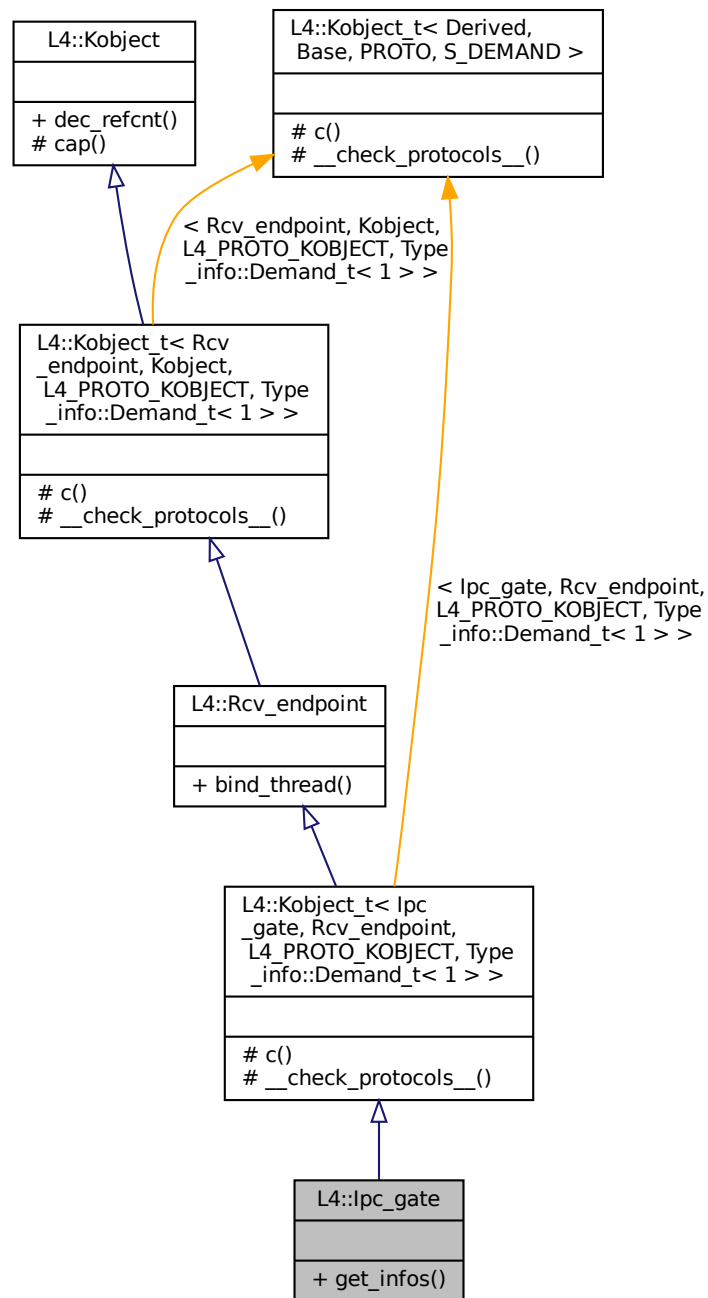 L4::Kobject
+ dec_refcnt()
# cap()
L4::Kobject_t< Derived,
Base, PROTO, S_DEMAND >
# c()
# __check_protocols__()
< Rcv_endpoint, Kobject,
L4_PROTO_KOBJECT, Type
_info::Demand_t< 1 > >
L4::Kobject_t< Rcv
_endpoint, Kobject,
L4_PROTO_KOBJECT, Type
_info::Demand_t< 1 > >
# c()
# __check_protocols__()
< Ipc_gate, Rcv_endpoint,
L4_PROTO_KOBJECT, Type
_info::Demand_t< 1 > >
L4::Rcv_endpoint
+ bind_thread()
L4::Kobject_t< Ipc
_gate, Rcv_endpoint,
L4_PROTO_KOBJECT, Type
_info::Demand_t< 1 > >
# c()
# __check_protocols__()
L4::Ipc_gate
+ get_infos()